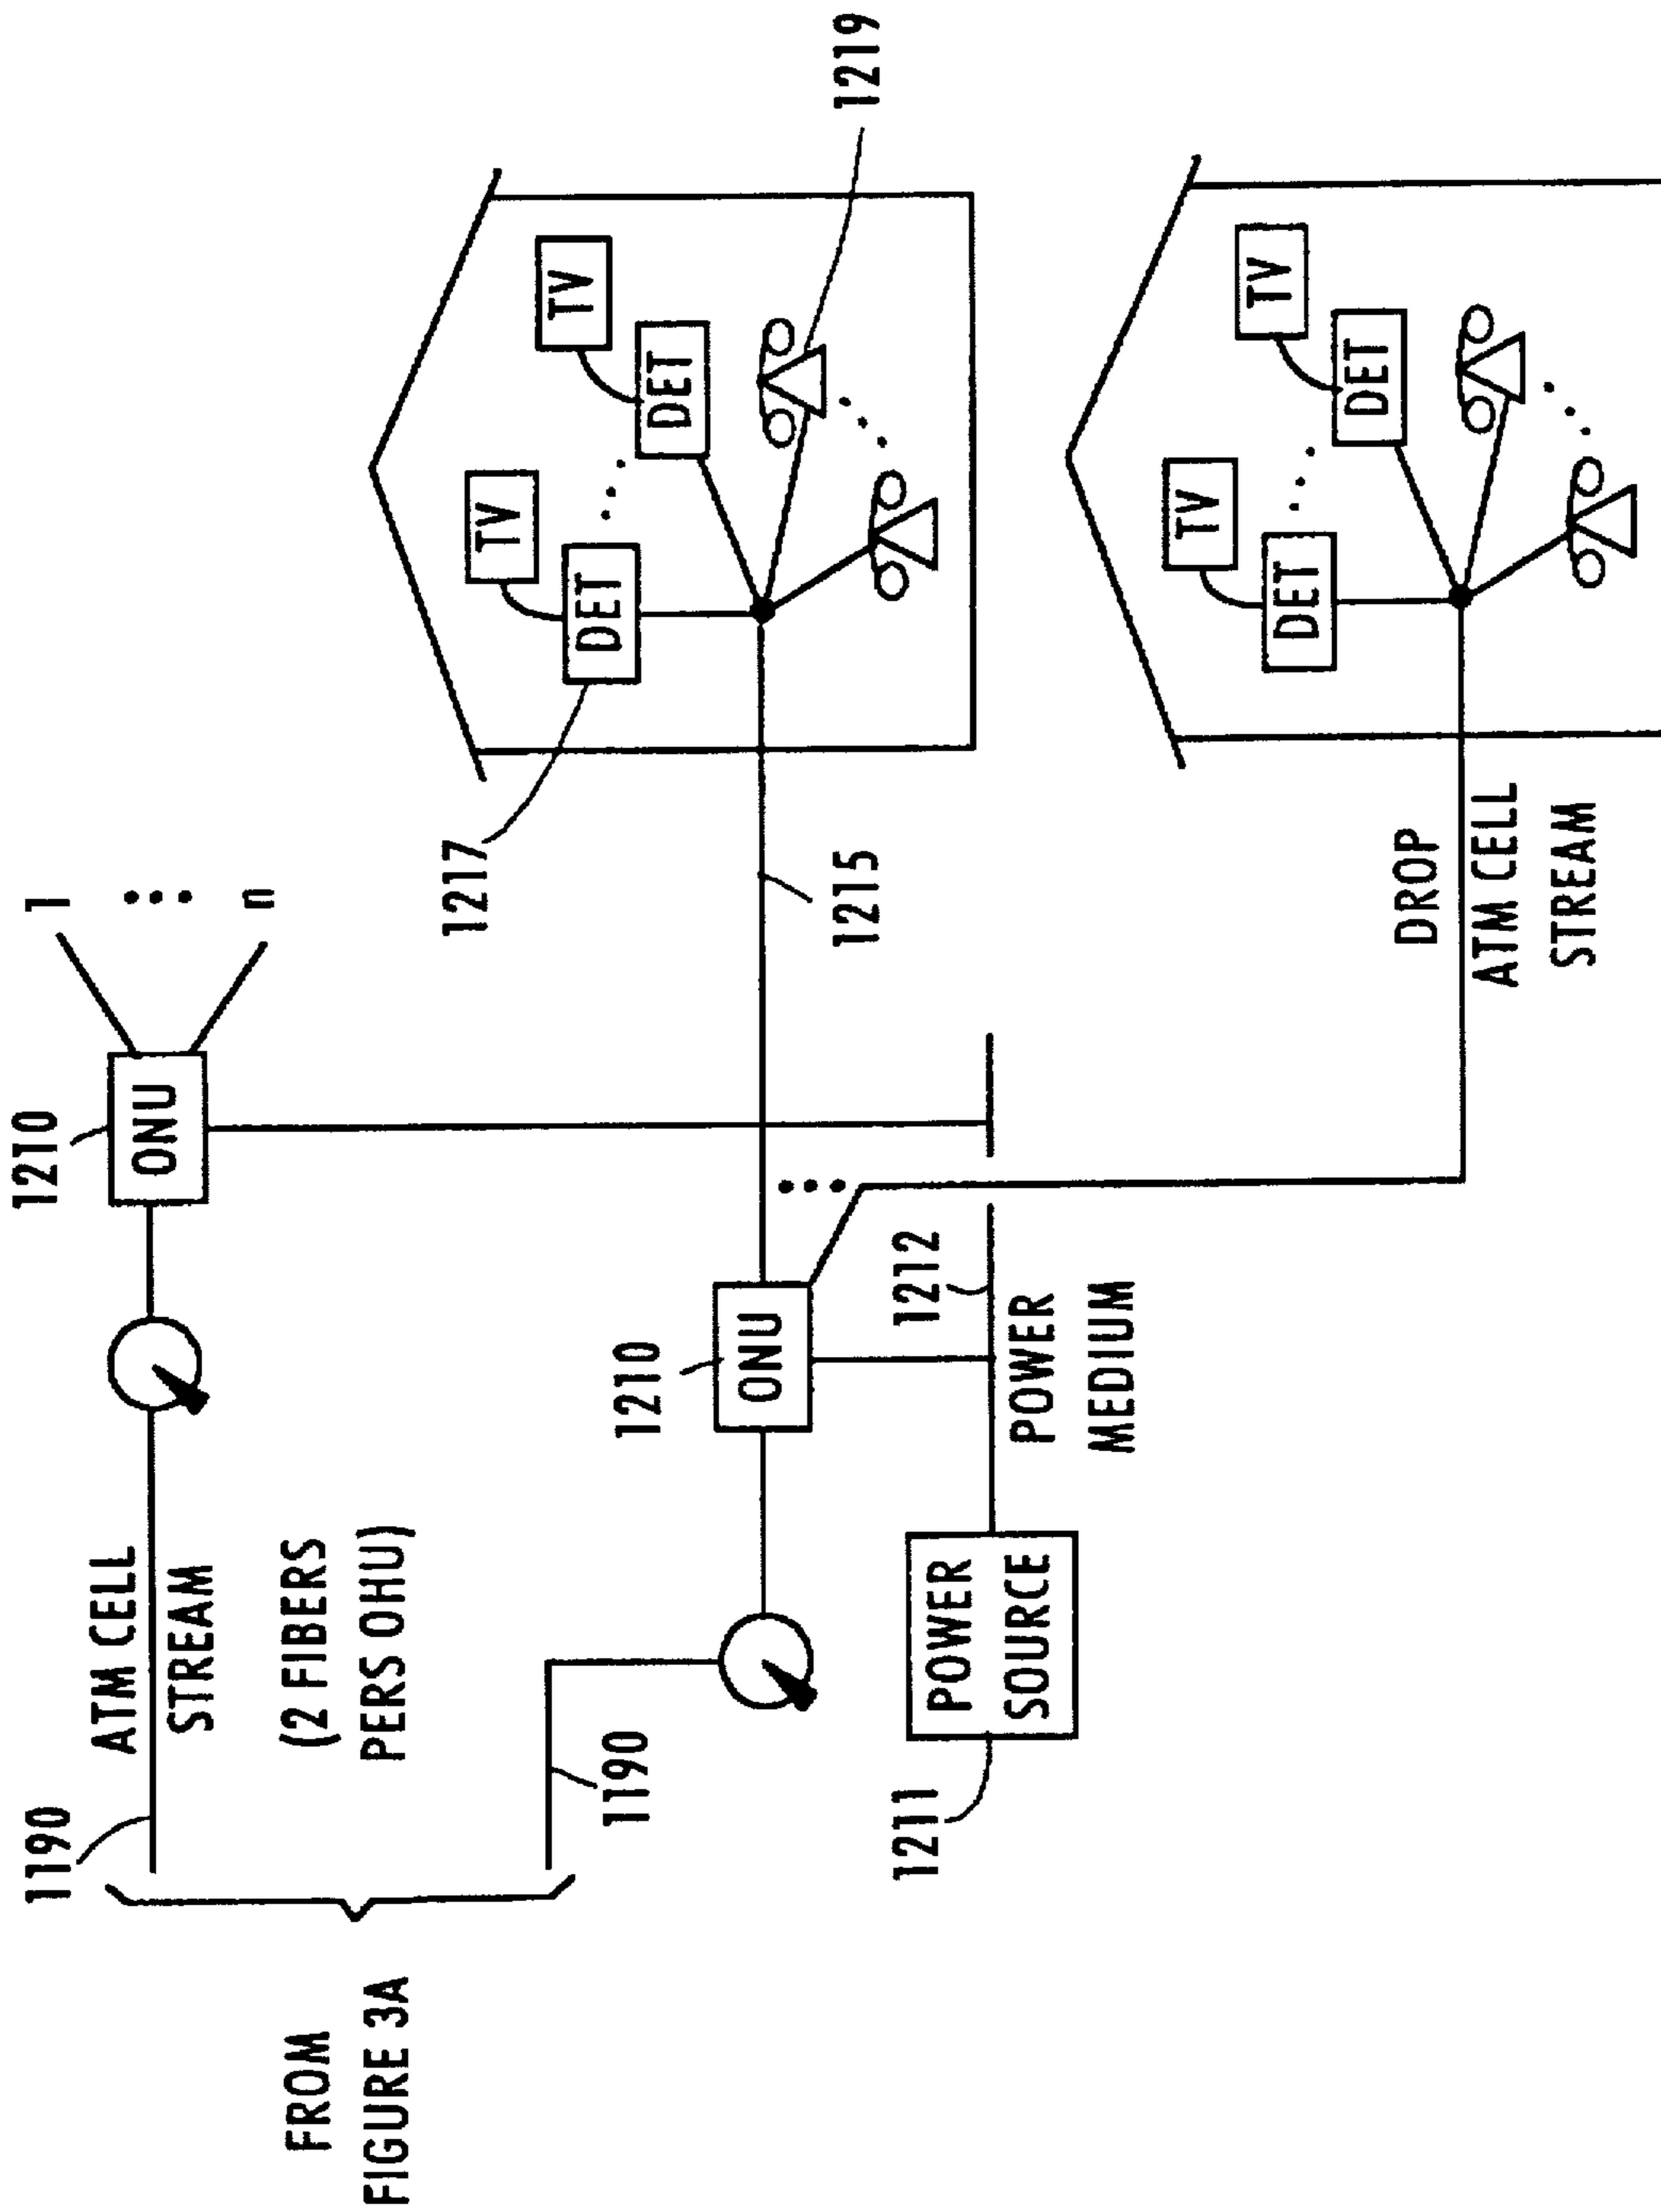 FROM
FIGURE 3A
1190
ATM CELL
STREAM
(2 FIBERS
PERS OHU)
1190
1210
ONU
1
n
1210
ONU
1211
POWER
SOURCE
1212
POWER
MEDIUM
1215
1217
DET
TV
DET
TV
1219
DROP
ATM CELL
STREAM
DET
TV
DET
TV